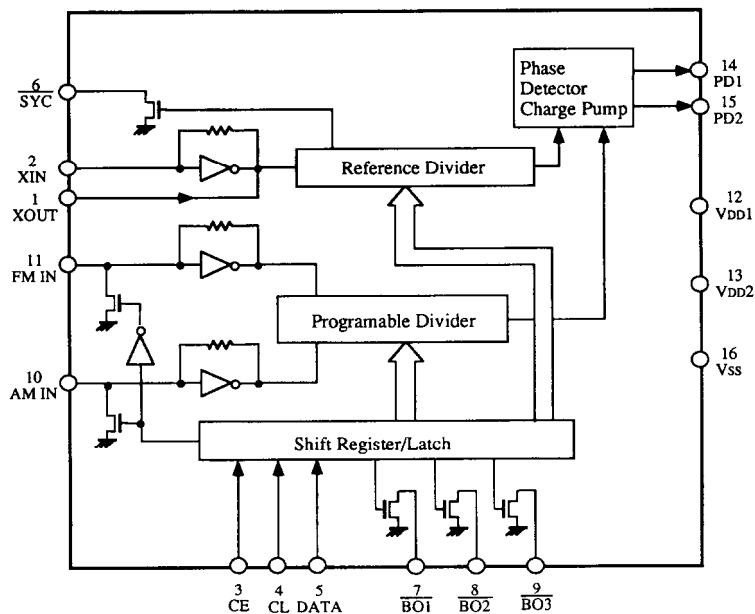 6
SYC
2
XIN
1
XOUT
11
FM IN
10
AM IN
Phase
Detector
Charge Pump
Reference Divider
Programable Divider
Shift Register/Latch
14
PD1
15
PD2
12
VDD1
13
VDD2
16
VSS
3
CE
4
CL
5
DATA
7
BO1
8
BO2
9
BO3